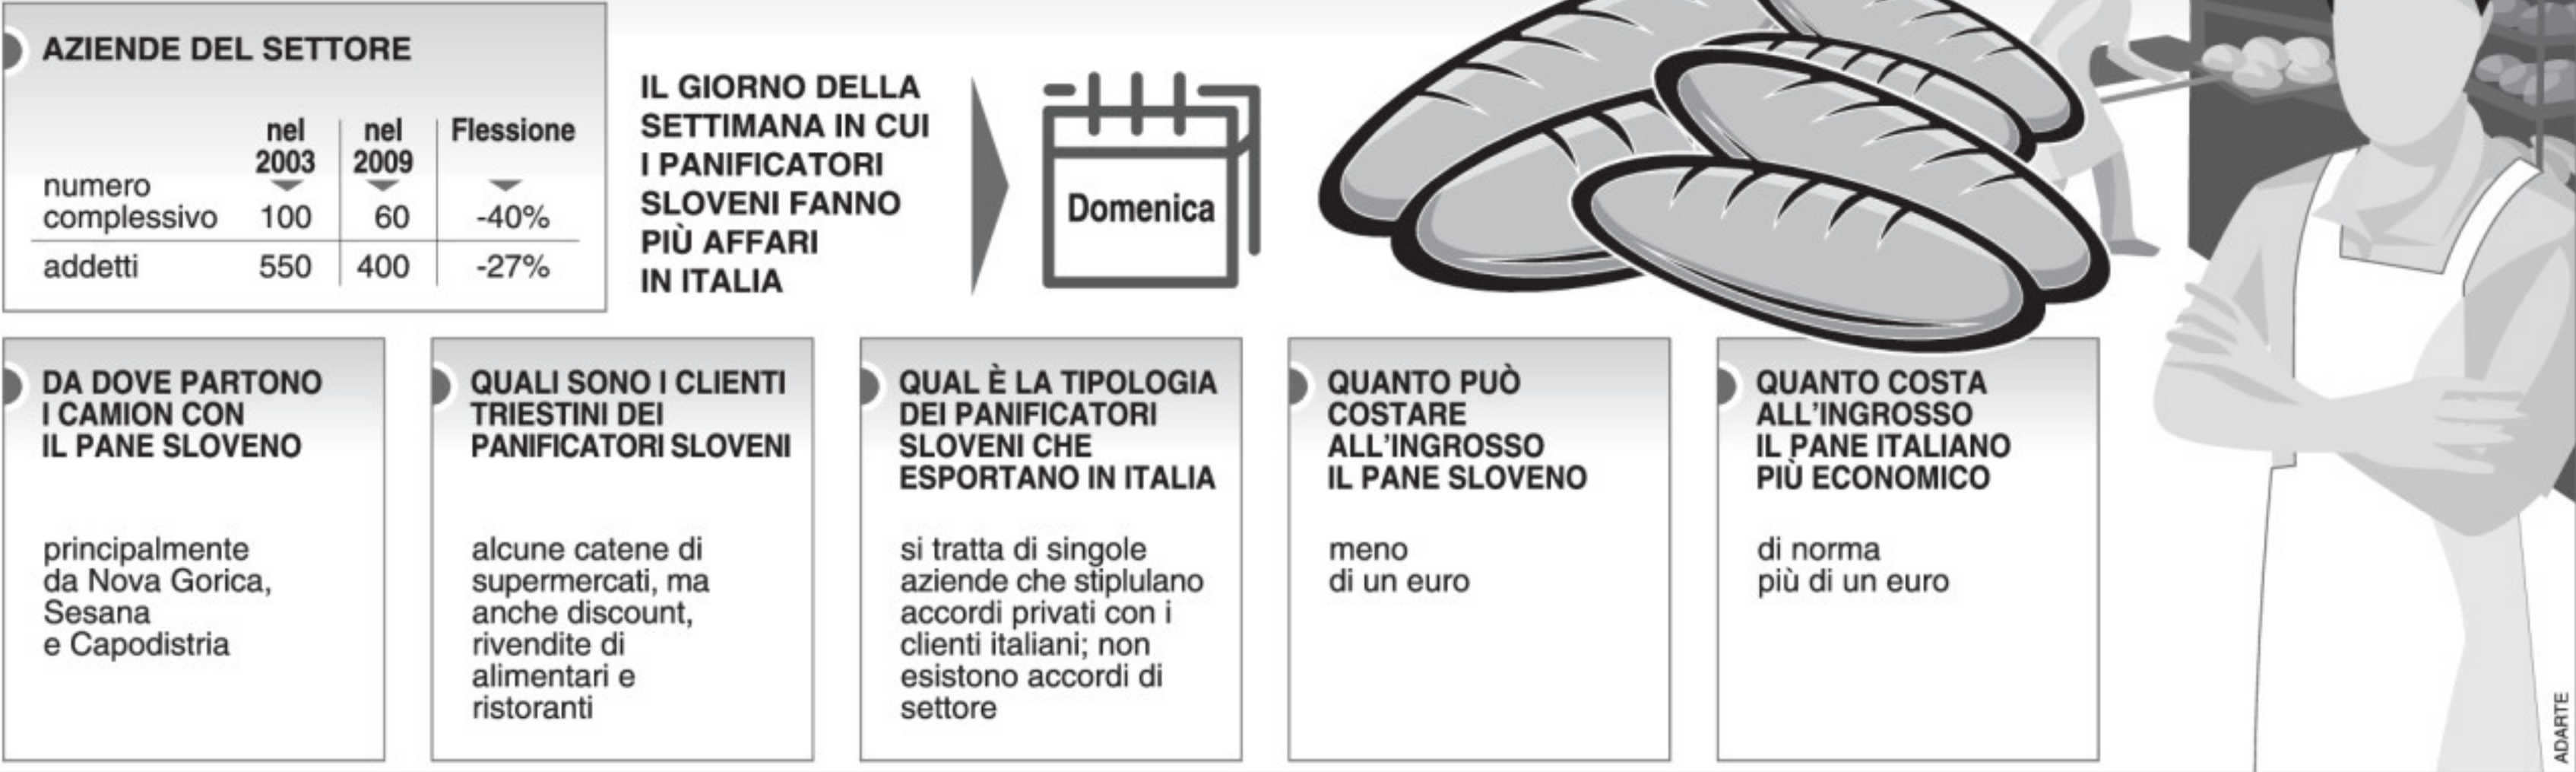 AZIENDE DEL SETTORE
nel 2003
nel 2009
Flessione
numero
complessivo 100 60 -40%
addetti 550 400 -27%
IL GIORNO DELLA
SETTIMANA IN CUI
I PANIFICATORI
SLOVENI FANNO
PIÙ AFFARI
IN ITALIA
Domenica
DA DOVE PARTONO
I CAMION CON
IL PANE SLOVENO
principalmente
da Nova Gorica,
Sesana
e Capodistria
QUALI SONO I CLIENTI
TRIESTINI DEI
PANIFICATORI SLOVENI
alcune catene di
supermercati, ma
anche discount,
rivendite di
alimentari e
ristoranti
QUAL È LA TIPOLOGIA
DEI PANIFICATORI
SLOVENI CHE
ESPORTANO IN ITALIA
si tratta di singole
aziende che stiplulano
accordi privati con i
clienti italiani; non
esistono accordi di
settore
QUANTO PUÒ
COSTARE
ALL'INGROSSO
IL PANE SLOVENO
meno
di un euro
QUANTO COSTA
ALL'INGROSSO
IL PANE ITALIANO
PIÙ ECONOMICO
di norma
più di un euro
ADARTE